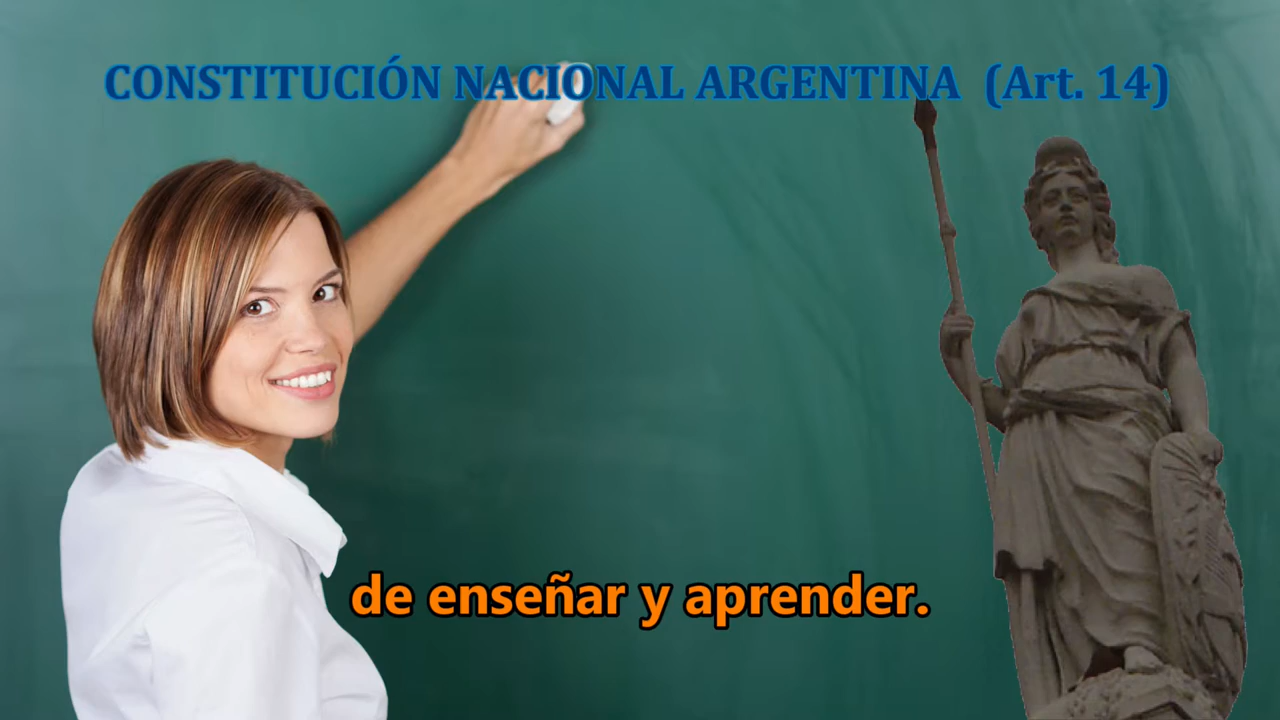 CONSTITUCIÓN NACIONAL ARGENTINA (Art. 14)
de enseñar y aprender.